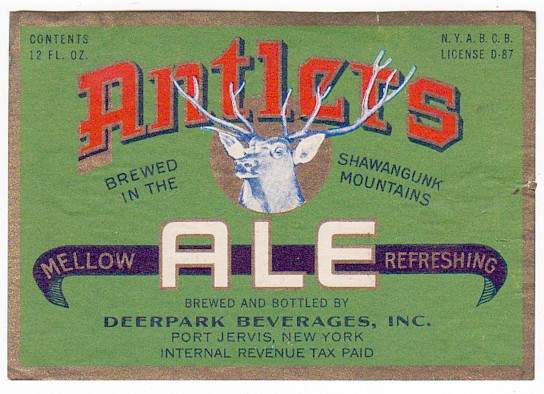 CONTENTS
12 FL. OZ.
N.Y.A.B.C.B.
LICENSE D-87
Antlers
BREWED
IN THE
SHAWANGUNK
MOUNTAINS
ALE
MELLOW
REFRESHING
BREWED AND BOTTLED BY
DEERPARK BEVERAGES, INC.
PORT JERVIS, NEW YORK
INTERNAL REVENUE TAX PAID